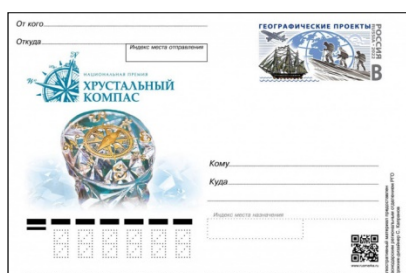 От кого
Откуда
Индекс места отправления
НАЦИОНАЛЬНАЯ ПРЕМИЯ
ХРУСТАЛЬНЫЙ
КОМПАС
ГЕОГРАФИЧЕСКИЕ ПРОЕКТЫ
РОССИЯ
В
Кому
Куда
Индекс места назначения